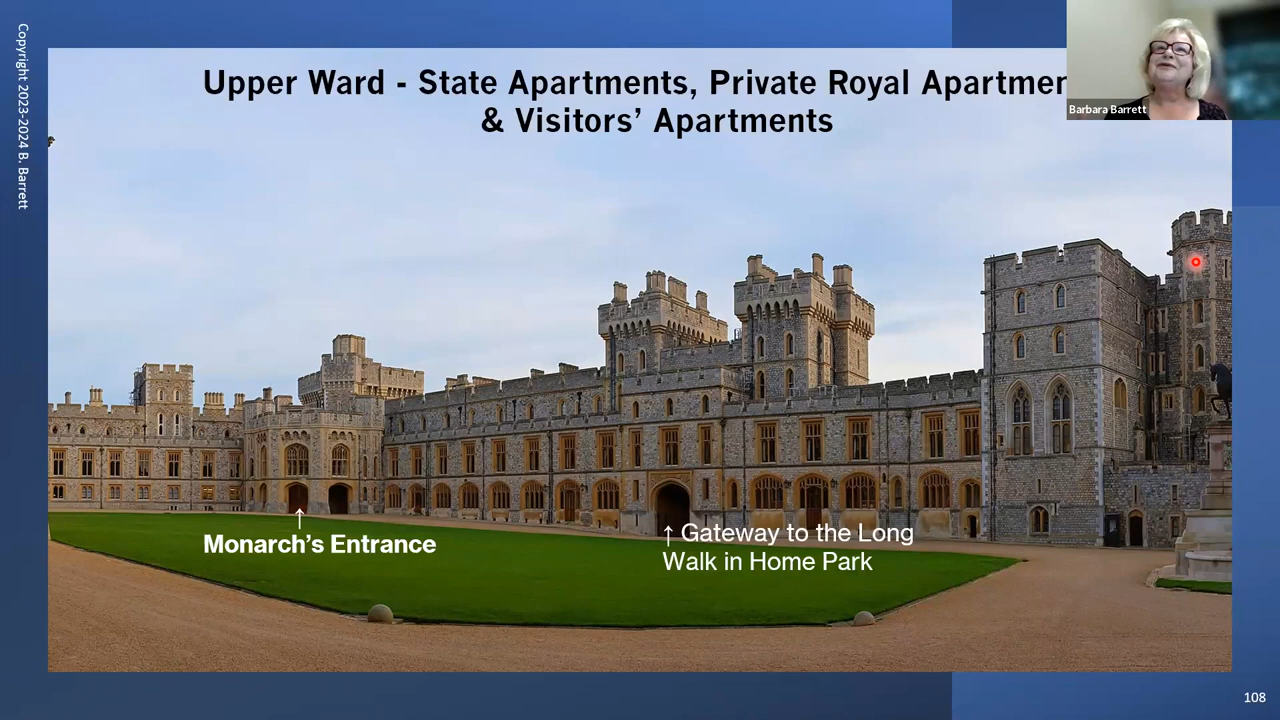 Upper Ward - State Apartments, Private Royal Apartmen
& Visitors’ Apartments
Barbara Barrett
Copyright 2023-2024 B. Barrett
↑
Monarch’s Entrance
↑ Gateway to the Long
Walk in Home Park
108